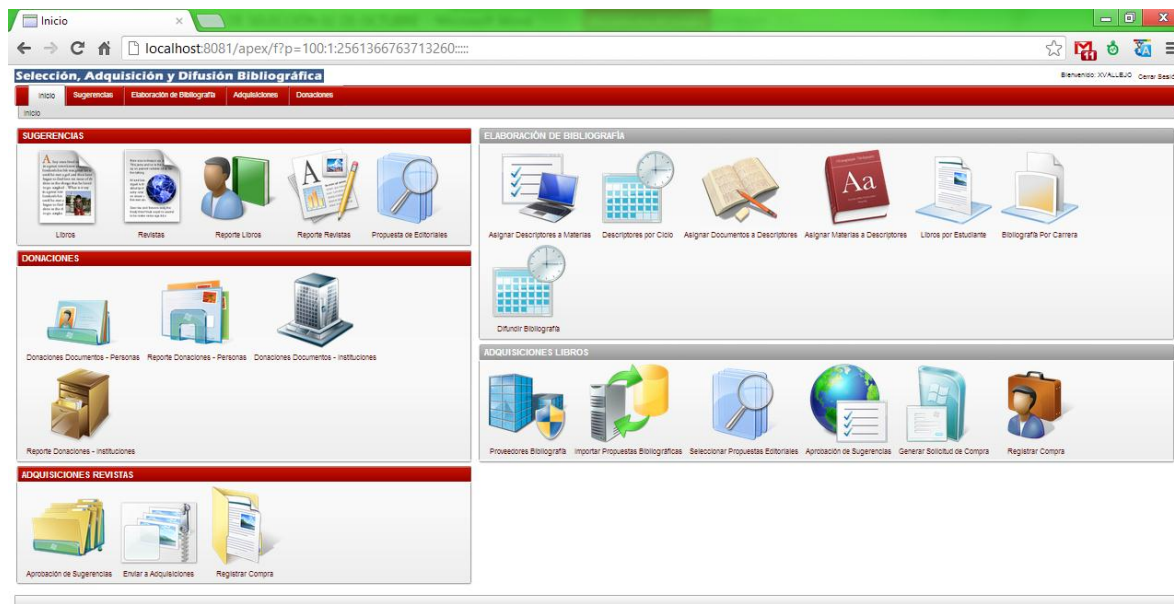 Inicio
localhost:8081/apex/f?p=100:1:2561366763713260:::::
11
Selección, Adquisición y Difusión Bibliográfica
Bienvenido: XVALLEJO Cerrar Sesió
Inicio Sugerencias Elaboración de Bibliografía Adquisiciones Donaciones
Inicio
SUGERENCIAS
Libros Revistas Reporte Libros Reporte Revistas Propuesta de Editoriales
DONACIONES
Donaciones Documentos - Personas Reporte Donaciones - Personas Donaciones Documentos - Instituciones
Reporte Donaciones - Instituciones
ADQUISICIONES REVISTAS
Aprobación de Sugerencias Enviar a Adquisiciones Registrar Compra
ELABORACIÓN DE BIBLIOGRAFÍA
Aa
Asignar Descriptores a Materias Descriptores por Ciclo Asignar Documentos a Descriptores Asignar Materias a Descriptores Libros por Estudiante Bibliografía Por Carrera
Difundir Bibliografía
ADQUISICIONES LIBROS
Proveedores Bibliografía Importar Propuestas Bibliográficas Seleccionar Propuestas Editoriales Aprobación de Sugerencias Generar Solicitud de Compra Registrar Compra